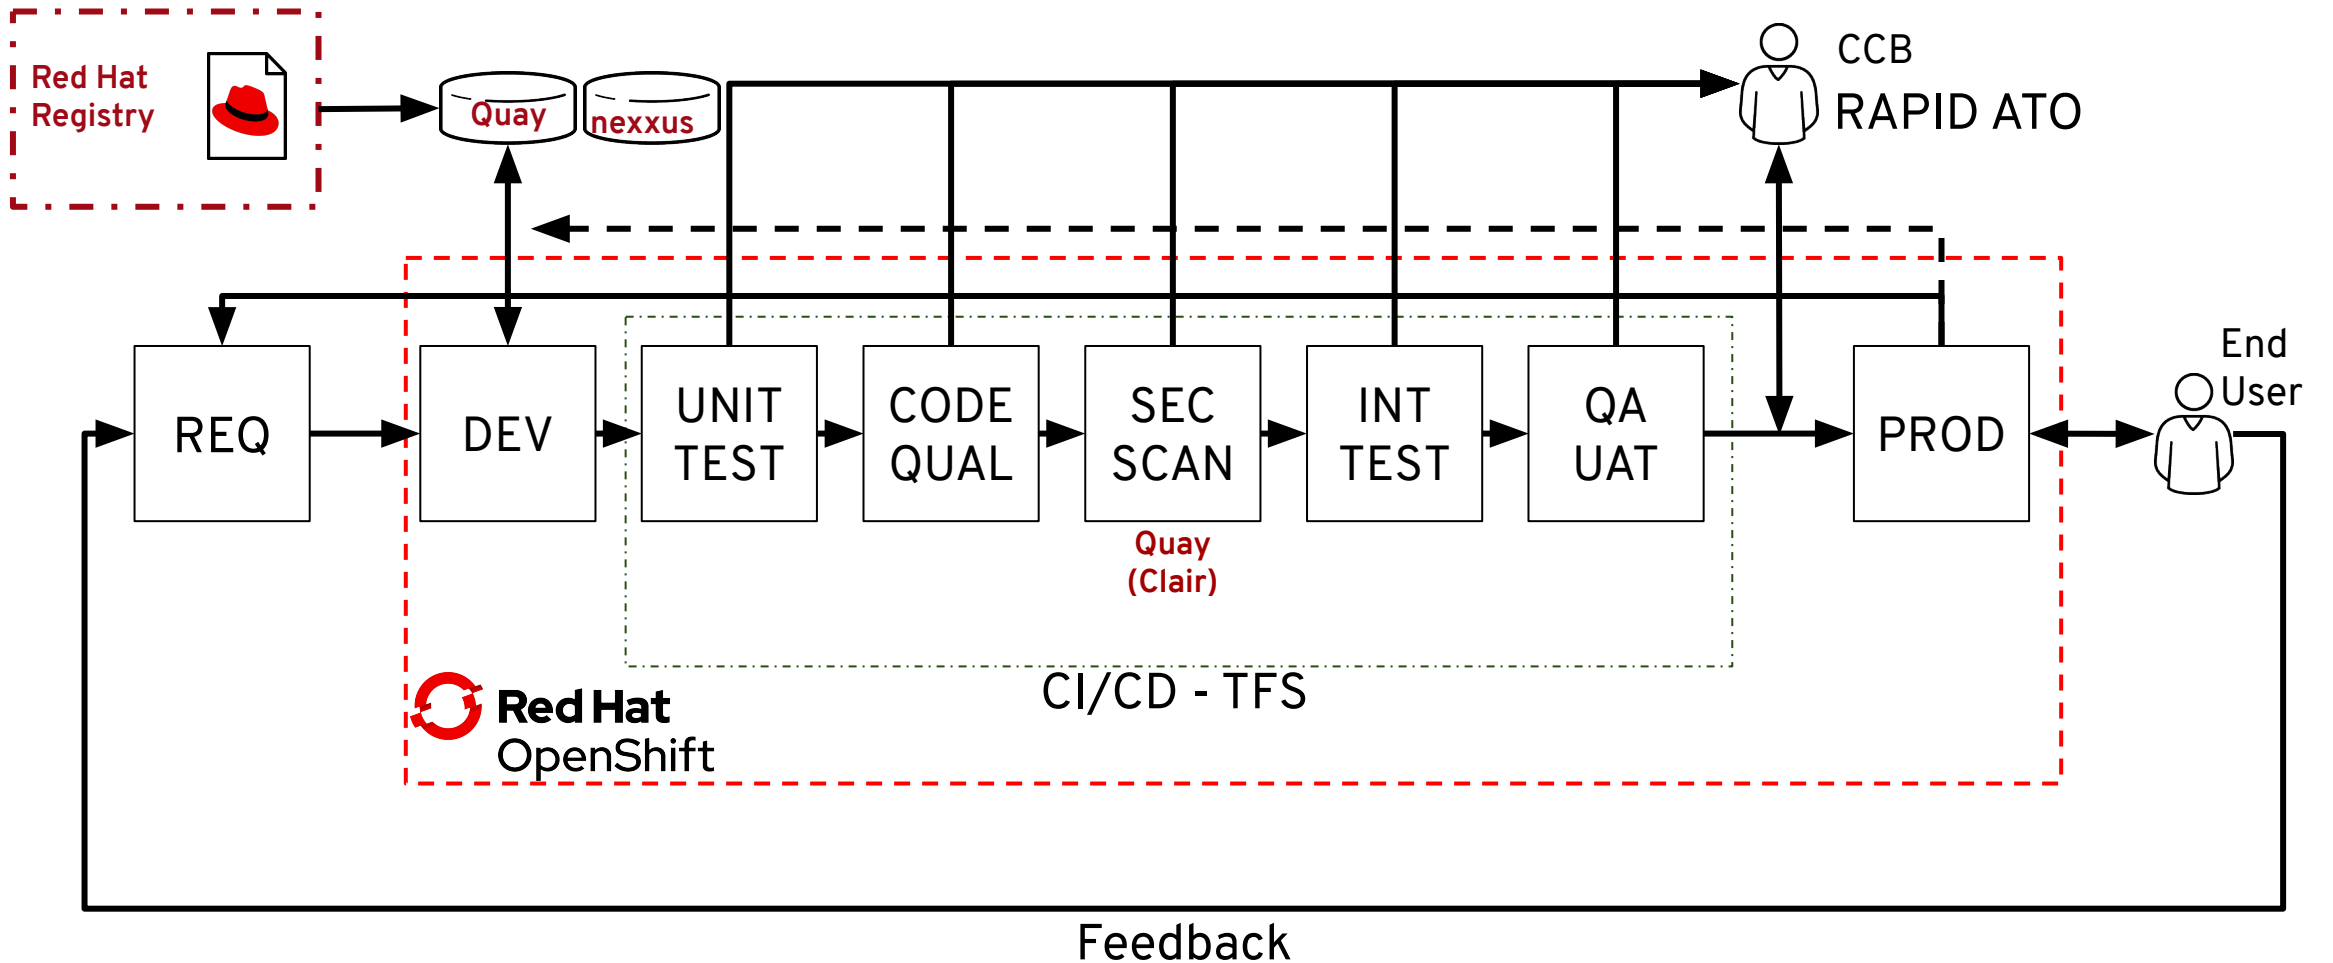 Red Hat
Registry
Quay
nexxus
CCB
RAPID ATO
REQ
DEV
UNIT
TEST
CODE
QUAL
SEC
SCAN
INT
TEST
QA
UAT
PROD
End
User
Quay
(Clair)
CI/CD - TFS
Red Hat
OpenShift
Feedback